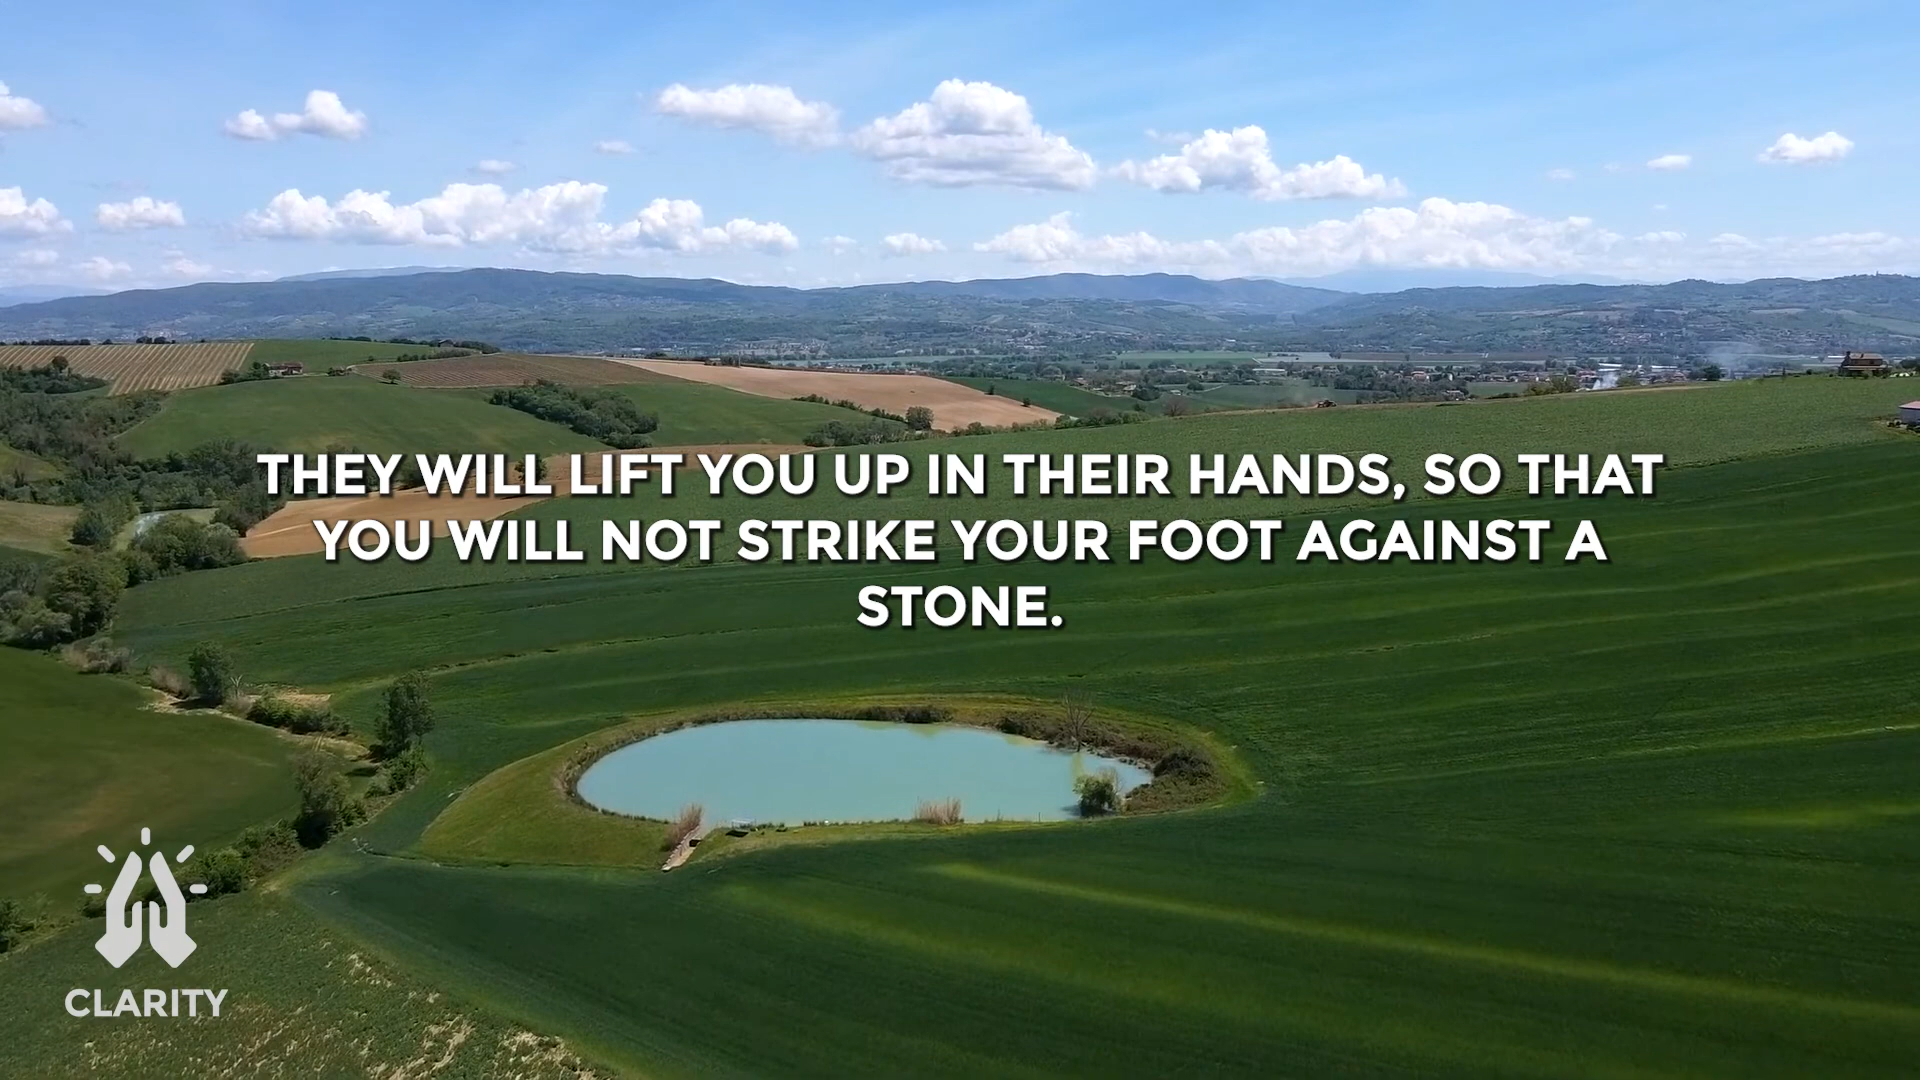 THEY WILL LIFT YOU UP IN THEIR HANDS, SO THAT
YOU WILL NOT STRIKE YOUR FOOT AGAINST A
STONE.
CLARITY